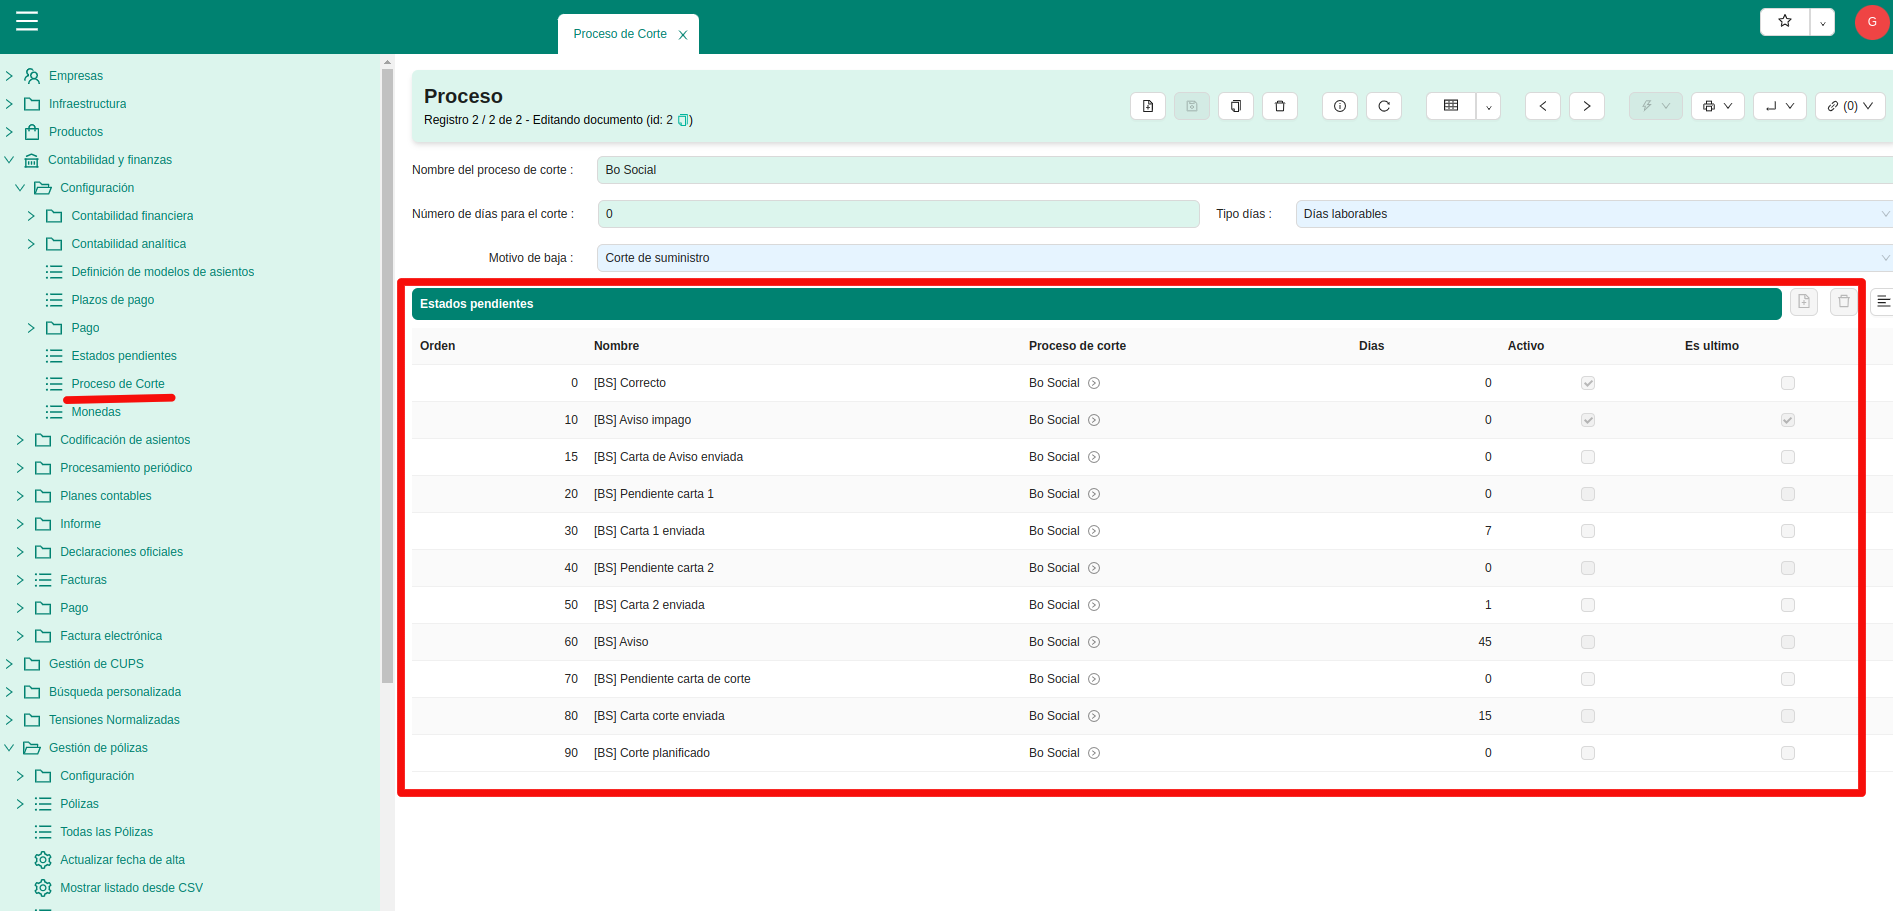 Proceso de Corte
G
Empresas
Infraestructura
Productos
Contabilidad y finanzas
Configuración
Contabilidad financiera
Contabilidad analítica
Definición de modelos de asientos
Plazos de pago
Pago
Estados pendientes
Proceso de Corte
Monedas
Codificación de asientos
Procesamiento periódico
Planes contables
Informe
Declaraciones oficiales
Facturas
Pago
Factura electrónica
Gestión de CUPS
Búsqueda personalizada
Tensiones Normalizadas
Gestión de pólizas
Configuración
Pólizas
Todas las Pólizas
Actualizar fecha de alta
Mostrar listado desde CSV
Proceso
Registro 2 / 2 de 2 - Editando documento (id: 2 )
(0)
Nombre del proceso de corte : Bo Social
Número de días para el corte : 0 Tipo días : Días laborables
Motivo de baja : Corte de suministro
Estados pendientes
Orden Nombre Proceso de corte Dias Activo Es ultimo
0 [BS] Correcto Bo Social 0
10 [BS] Aviso impago Bo Social 0
15 [BS] Carta de Aviso enviada Bo Social 0
20 [BS] Pendiente carta 1 Bo Social 0
30 [BS] Carta 1 enviada Bo Social 7
40 [BS] Pendiente carta 2 Bo Social 0
50 [BS] Carta 2 enviada Bo Social 1
60 [BS] Aviso Bo Social 45
70 [BS] Pendiente carta de corte Bo Social 0
80 [BS] Carta corte enviada Bo Social 15
90 [BS] Corte planificado Bo Social 0